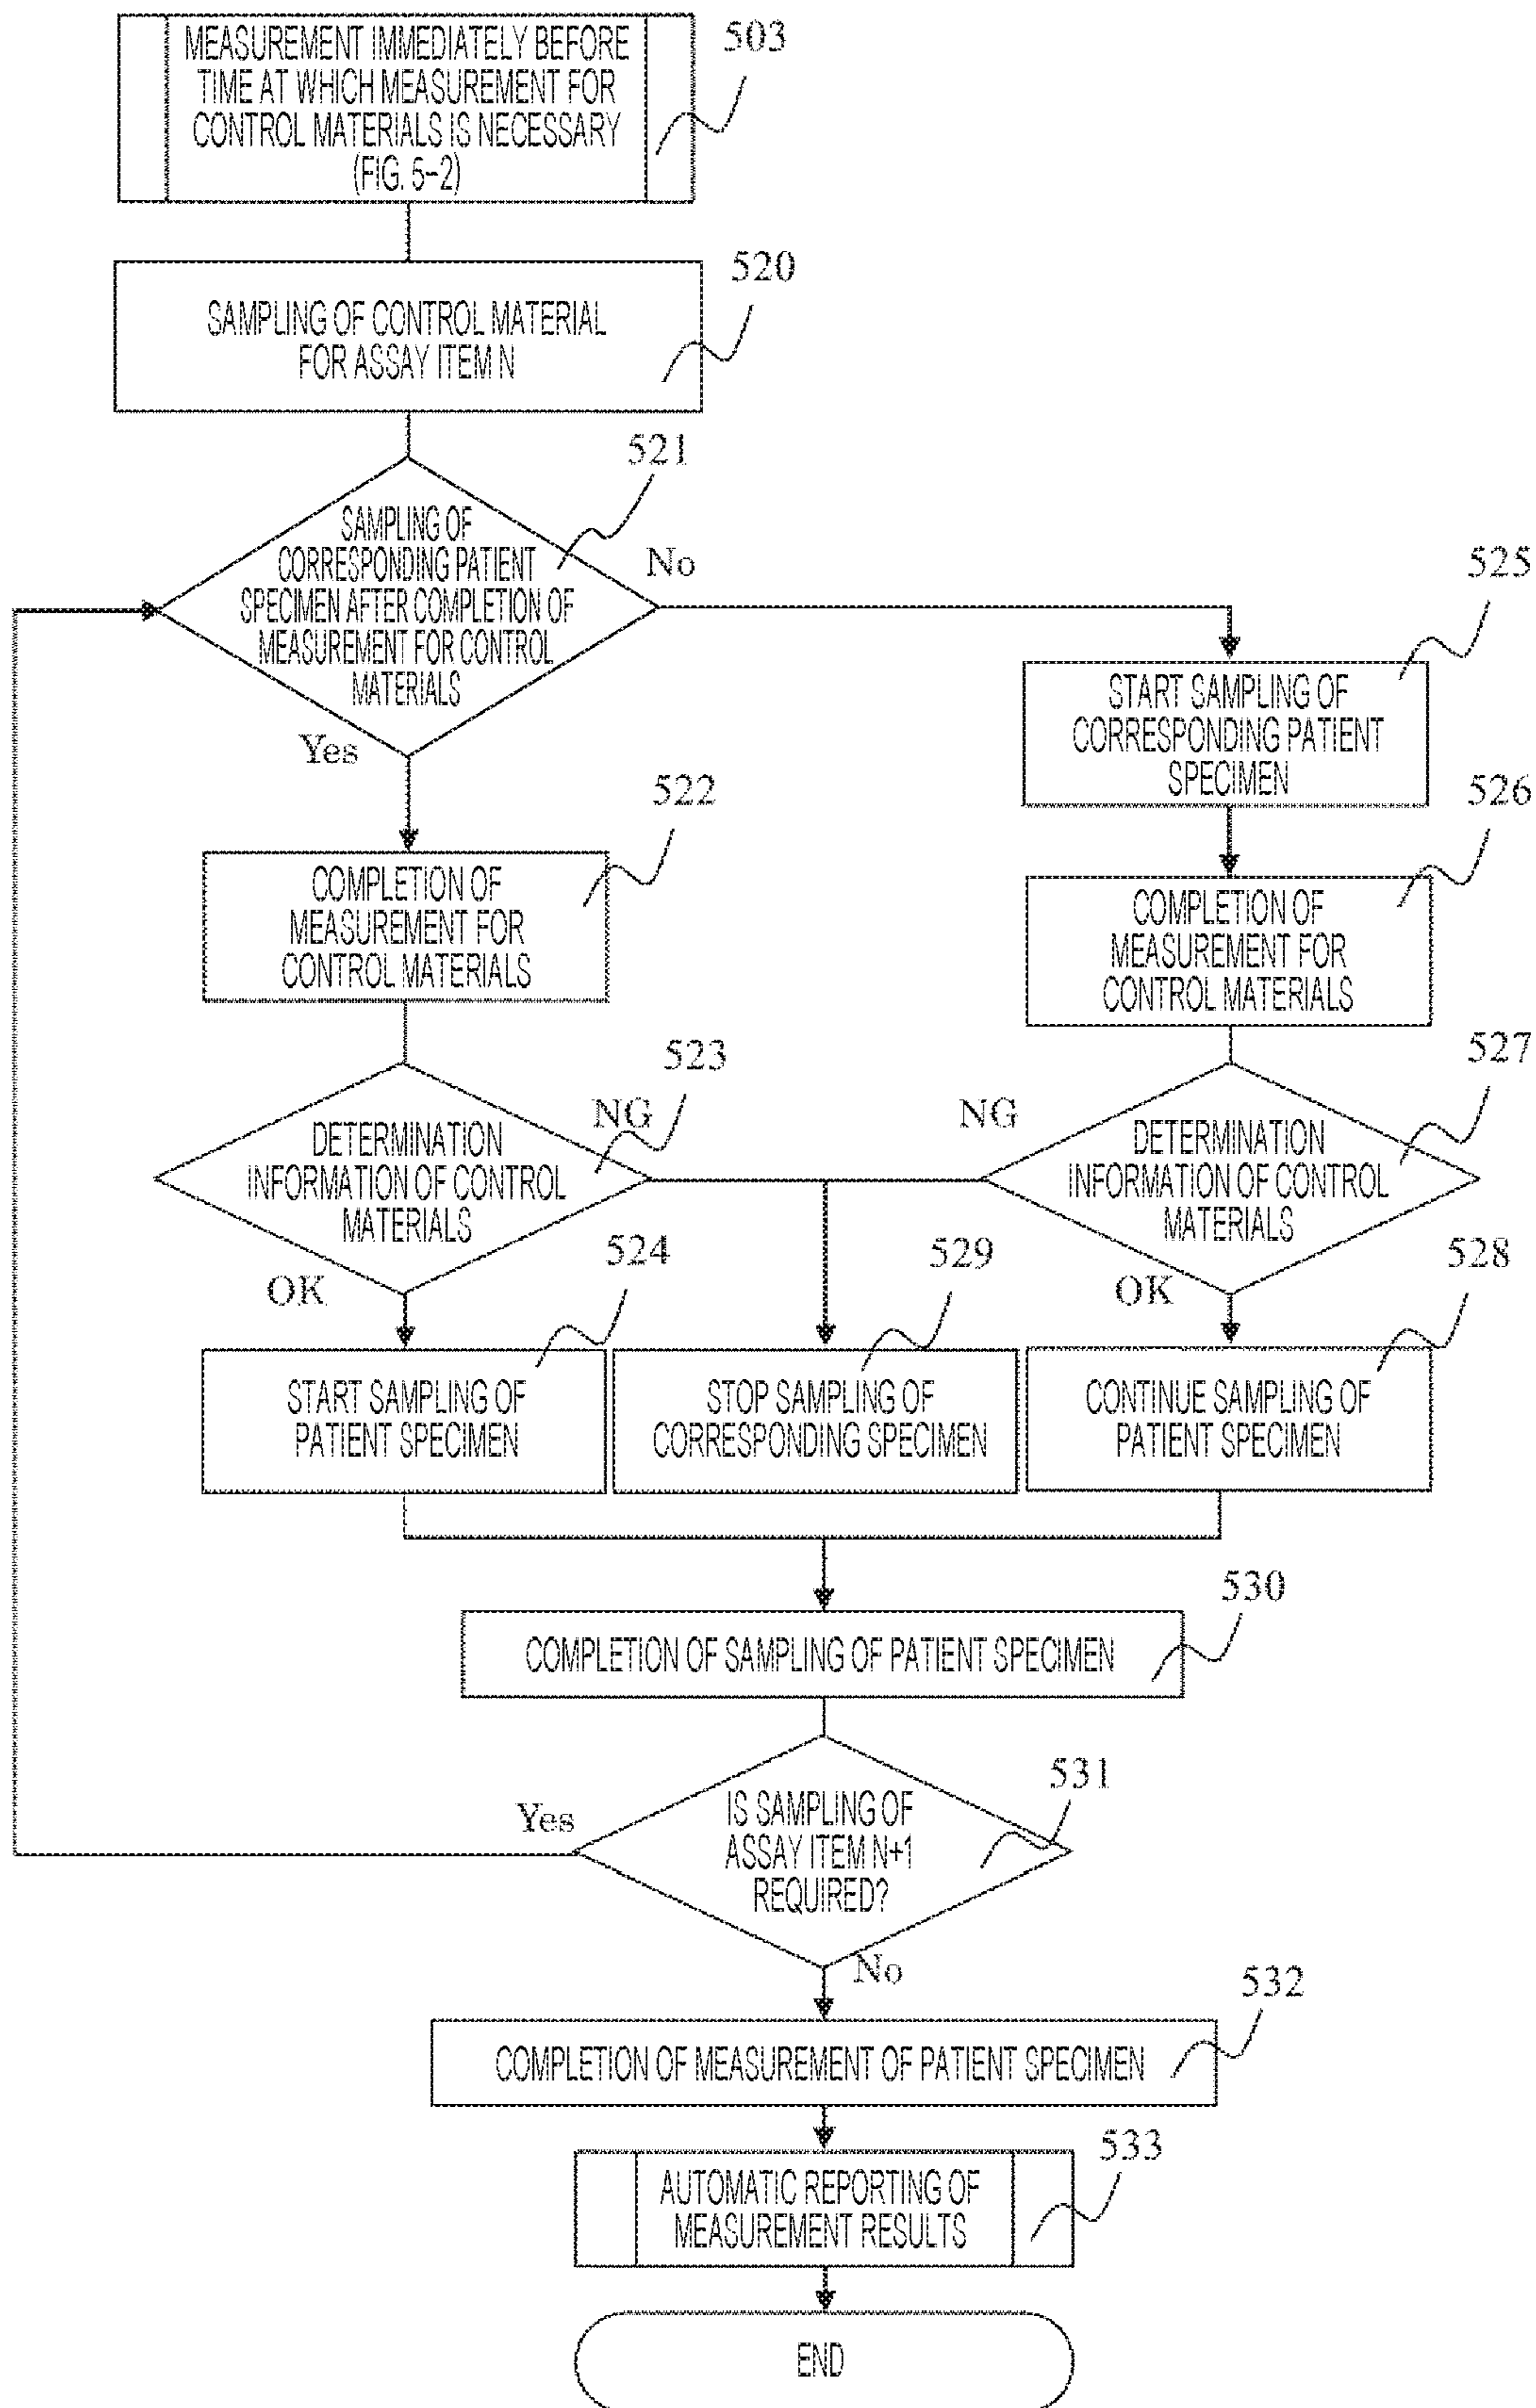 MEASUREMENT IMMEDIATELY BEFORE
TIME AT WHICH MEASUREMENT FOR
CONTROL MATERIALS IS NECESSARY
(FIG. 5-2)
503
SAMPLING OF CONTROL MATERIAL
FOR ASSAY ITEM N
520
SAMPLING OF
CORRESPONDING PATIENT
SPECIMEN AFTER COMPLETION OF
MEASUREMENT FOR CONTROL
MATERIALS
521
No
Yes
START SAMPLING OF
CORRESPONDING PATIENT
SPECIMEN
525
COMPLETION OF
MEASUREMENT FOR
CONTROL MATERIALS
522
COMPLETION OF
MEASUREMENT FOR
CONTROL MATERIALS
526
DETERMINATION
INFORMATION OF CONTROL
MATERIALS
523
NG
OK
NG
DETERMINATION
INFORMATION OF CONTROL
MATERIALS
527
OK
START SAMPLING OF
PATIENT SPECIMEN
524
STOP SAMPLING OF
CORRESPONDING SPECIMEN
529
CONTINUE SAMPLING OF
PATIENT SPECIMEN
528
COMPLETION OF SAMPLING OF PATIENT SPECIMEN
530
IS SAMPLING OF
ASSAY ITEM N+1
REQUIRED?
531
Yes
No
COMPLETION OF MEASUREMENT OF PATIENT SPECIMEN
532
AUTOMATIC REPORTING OF
MEASUREMENT RESULTS
533
END